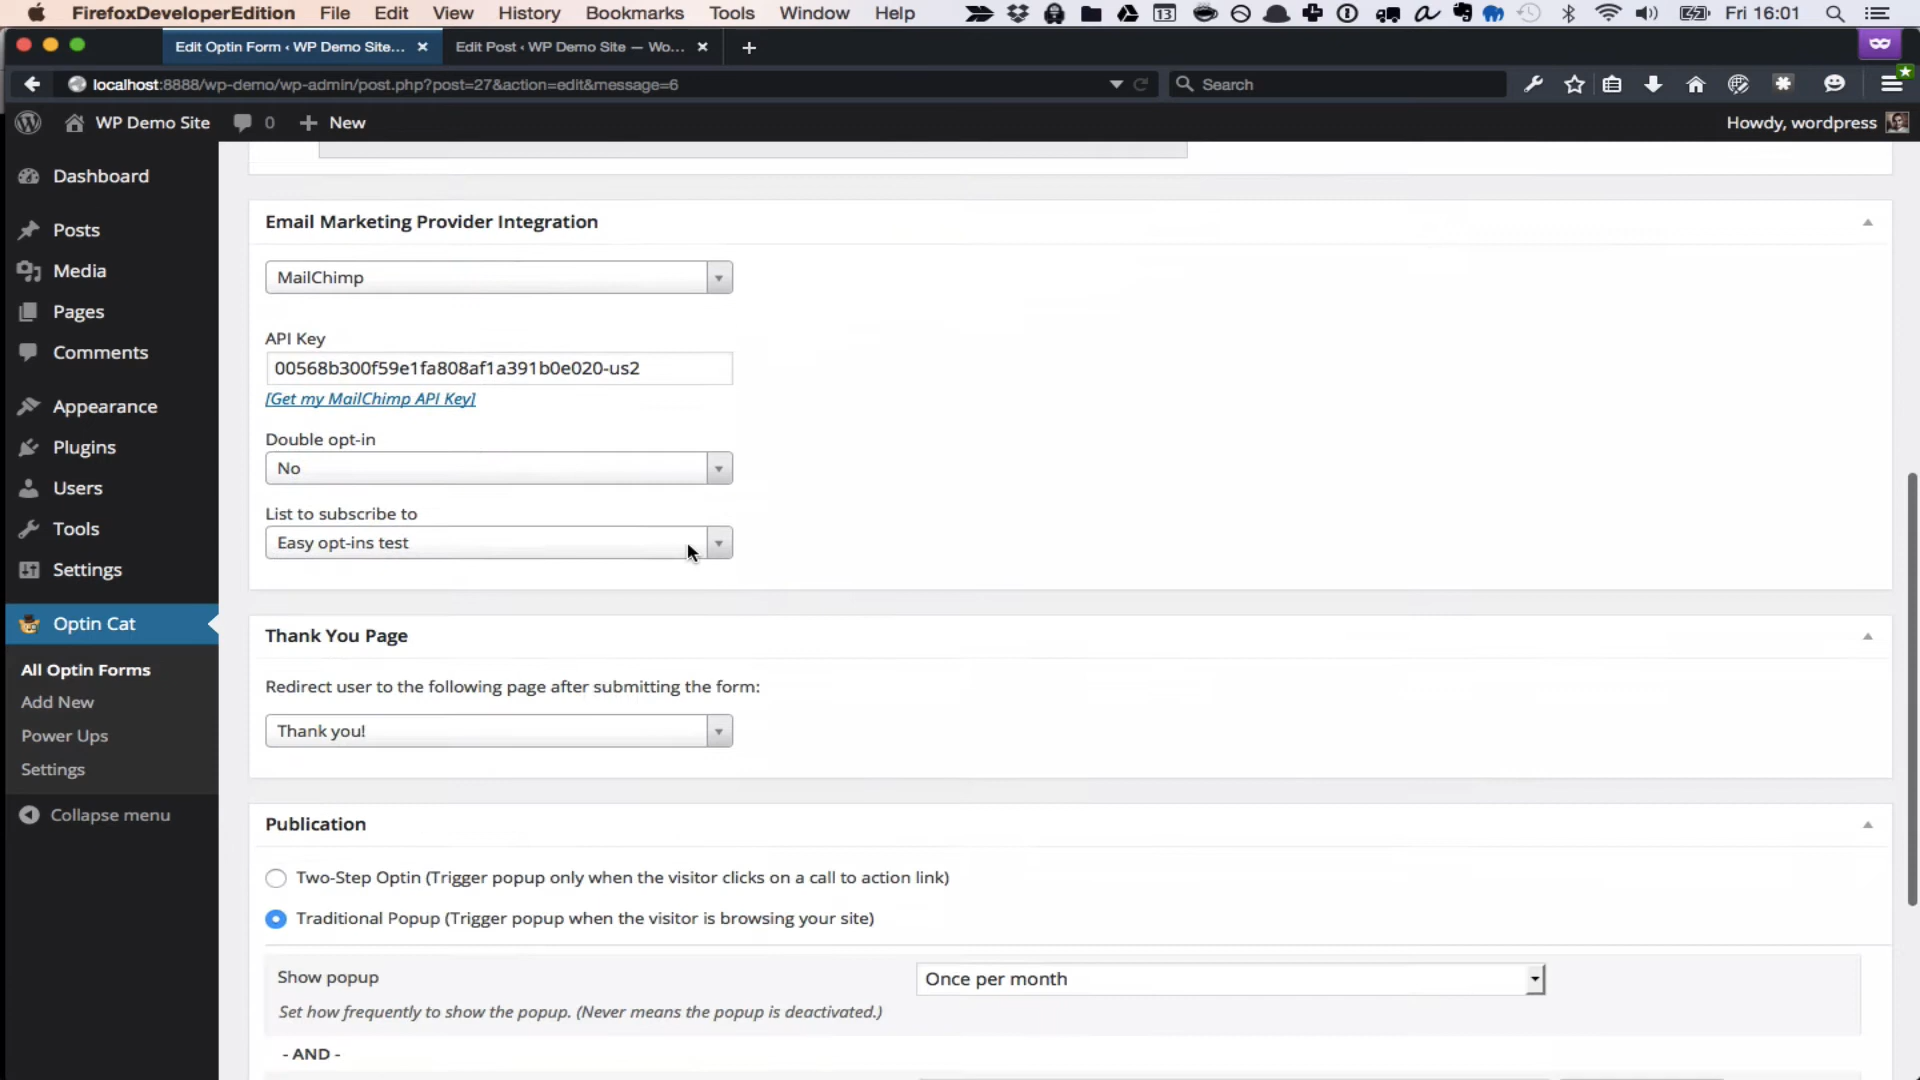 FirefoxDeveloperEdition File Edit View History Bookmarks Tools Window Help 13 Fri 16:01
Edit Optin Form ‹ WP Demo Site... × Edit Post ‹ WP Demo Site — Wo... × +
localhost:8888/wp-demo/wp-admin/post.php?post=27&action=edit&message=6 Search
WP Demo Site 0 + New Howdy, wordpress
Dashboard
Posts
Media
Pages
Comments
Appearance
Plugins
Users
Tools
Settings
Optin Cat
All Optin Forms
Add New
Power Ups
Settings
Collapse menu
Email Marketing Provider Integration
MailChimp
API Key
00568b300f59e1fa808af1a391b0e020-us2
[Get my MailChimp API Key]
Double opt-in
No
List to subscribe to
Easy opt-ins test
Thank You Page
Redirect user to the following page after submitting the form:
Thank you!
Publication
Two-Step Optin (Trigger popup only when the visitor clicks on a call to action link)
Traditional Popup (Trigger popup when the visitor is browsing your site)
Show popup
Once per month
Set how frequently to show the popup. (Never means the popup is deactivated.)
- AND -